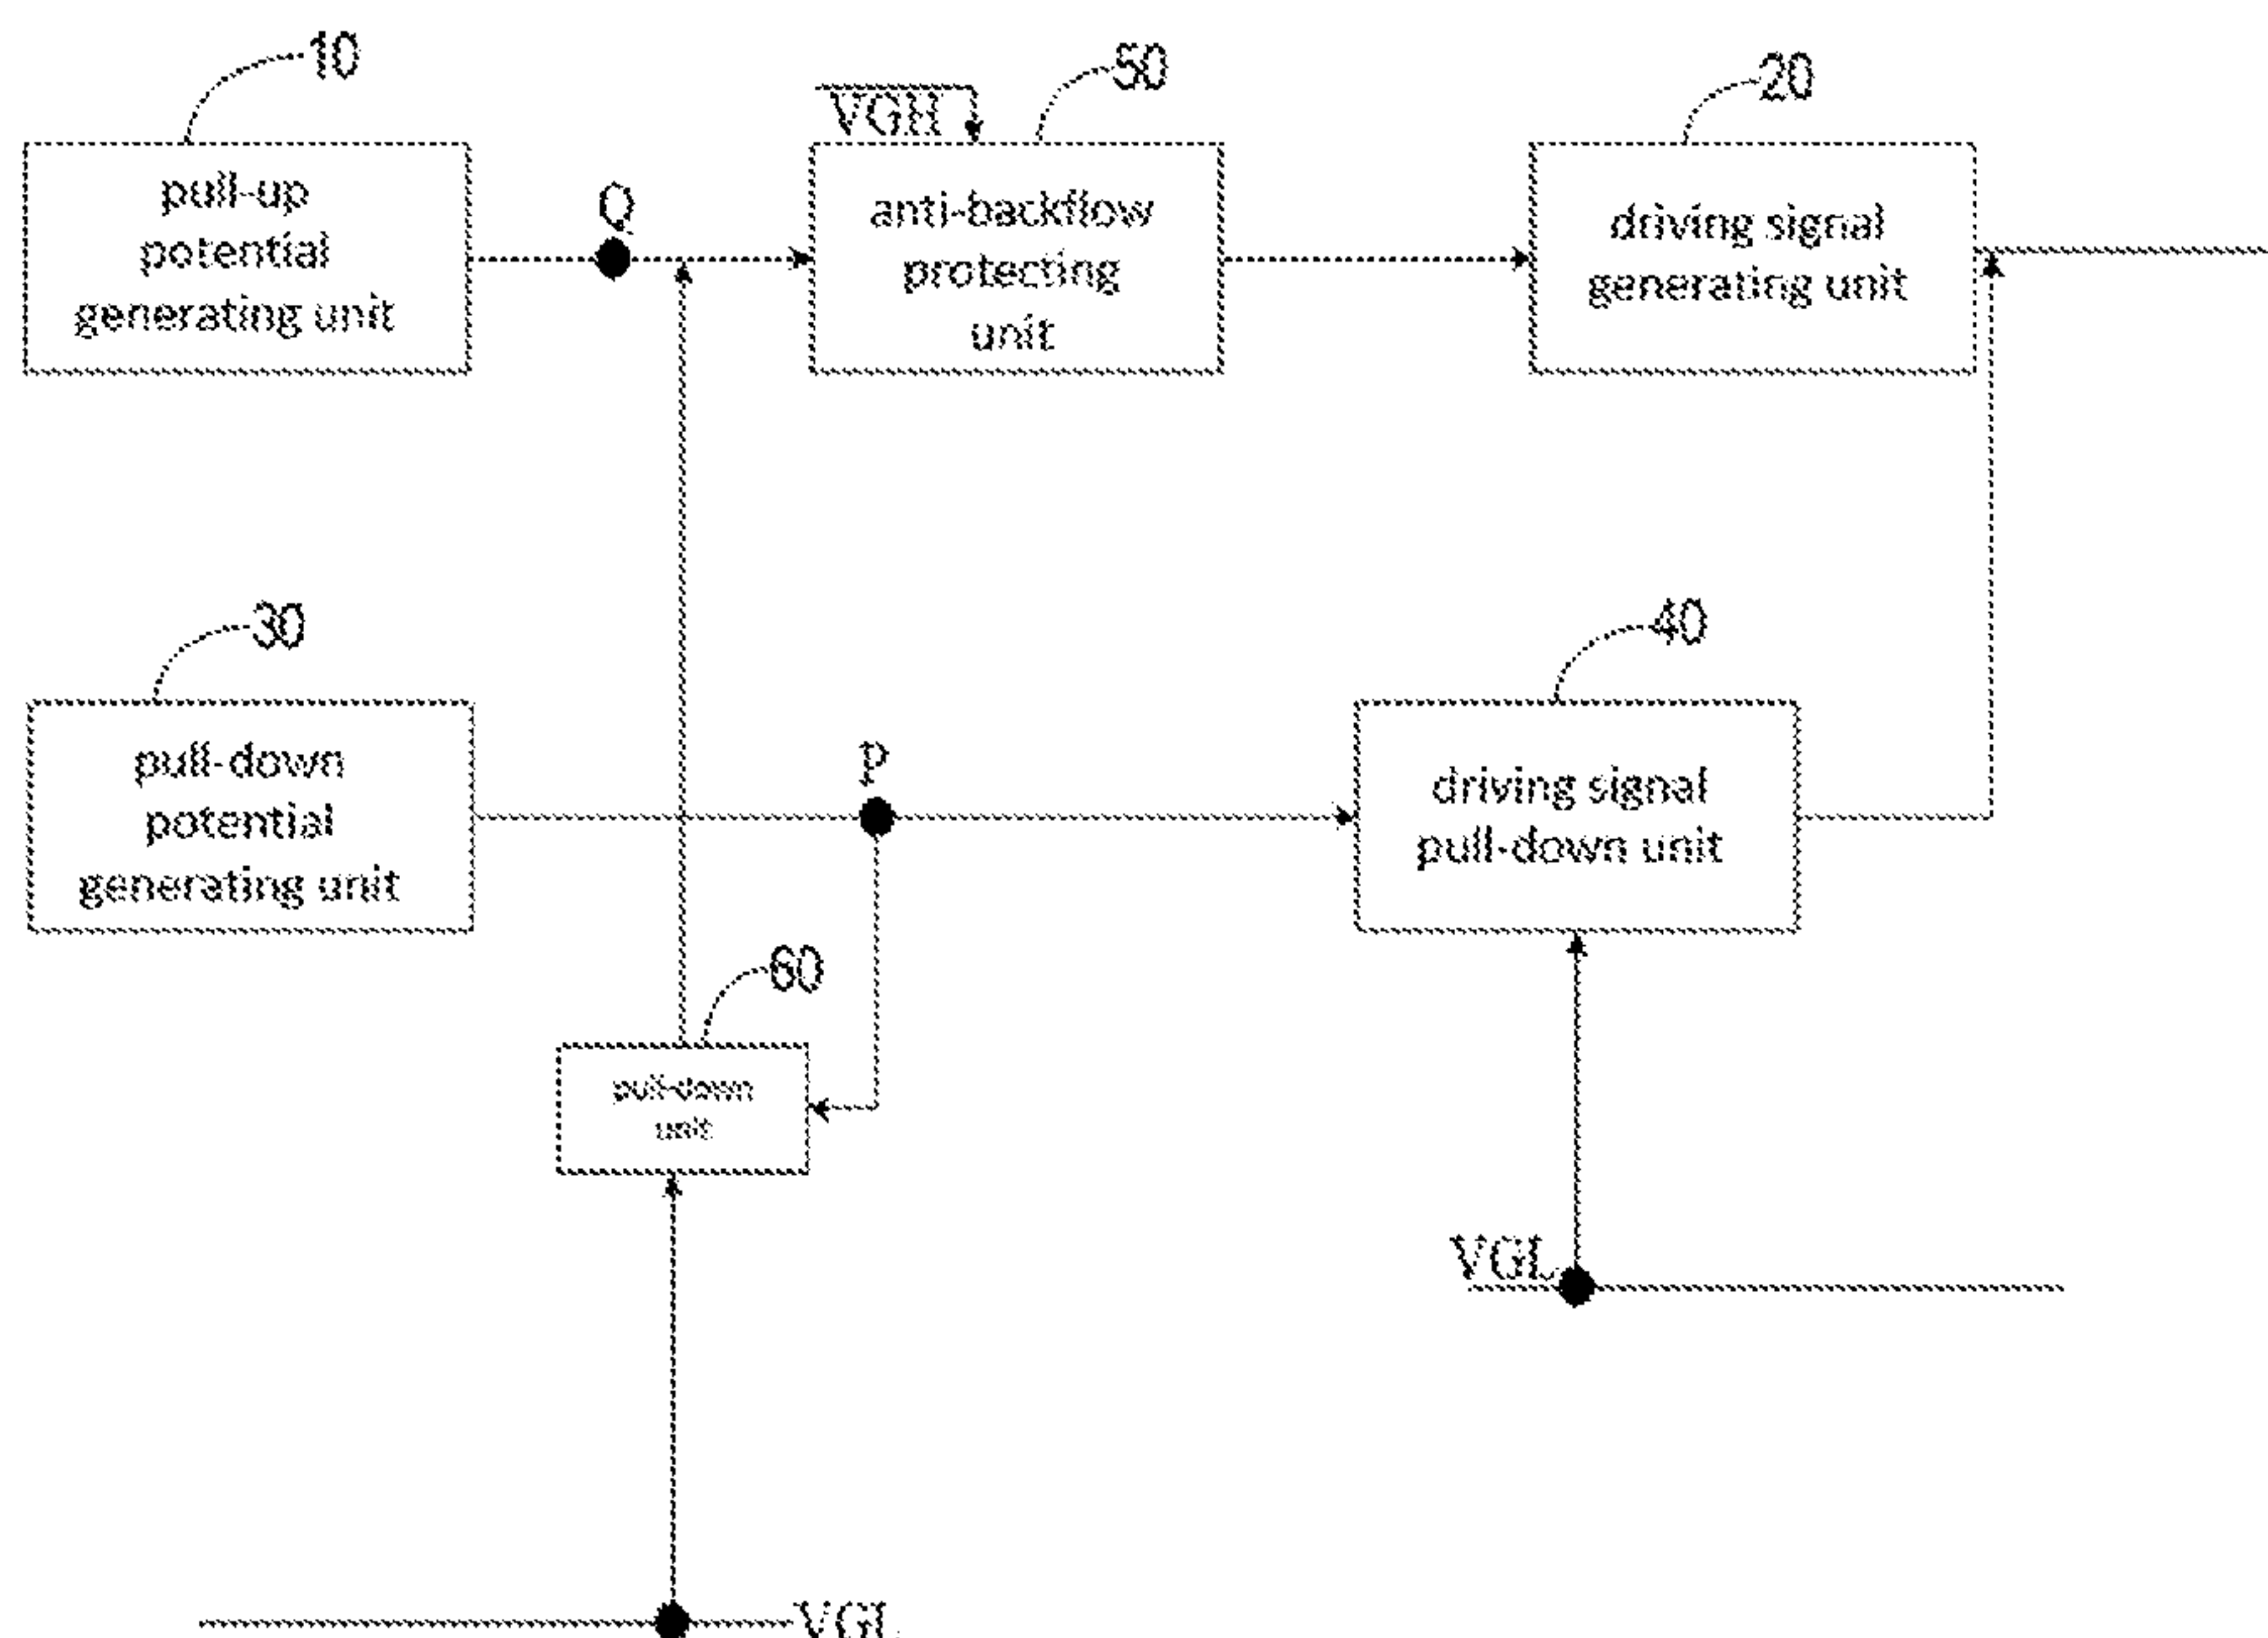 10
50
20
VGH
pull-up
potential
generating unit
Q
anti-backflow
protecting
unit
driving signal
generating unit
30
40
pull-down
potential
generating unit
P
driving signal
pull-down unit
60
pull-down
unit
VGL
VGL